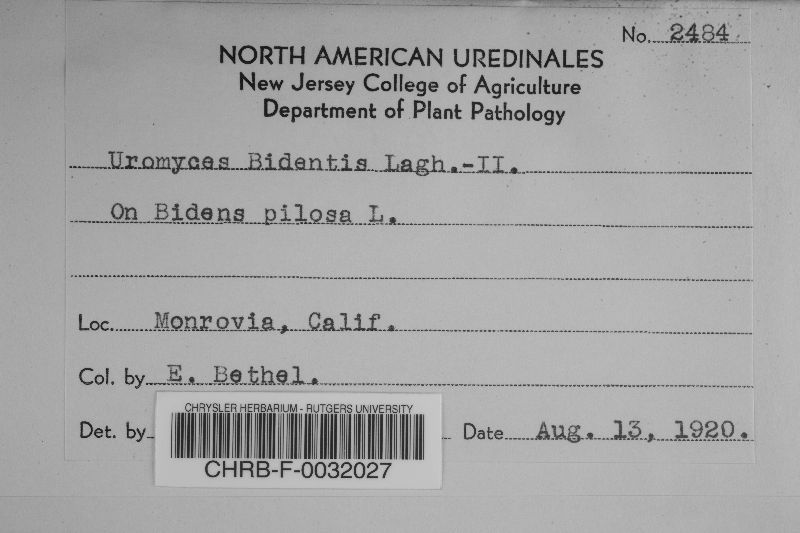 No. 2484
NORTH AMERICAN UREDINALES
New Jersey College of Agriculture
Department of Plant Pathology
Uromyces Bidentis Lagh.-II.
On Bidens pilosa L.
Loc. Monrovia, Calif.
Col. by E. Bethel.
Det. by
Date Aug. 13, 1920.
CHRYSLER HERBARIUM - RUTGERS UNIVERSITY
CHRB-F-0032027